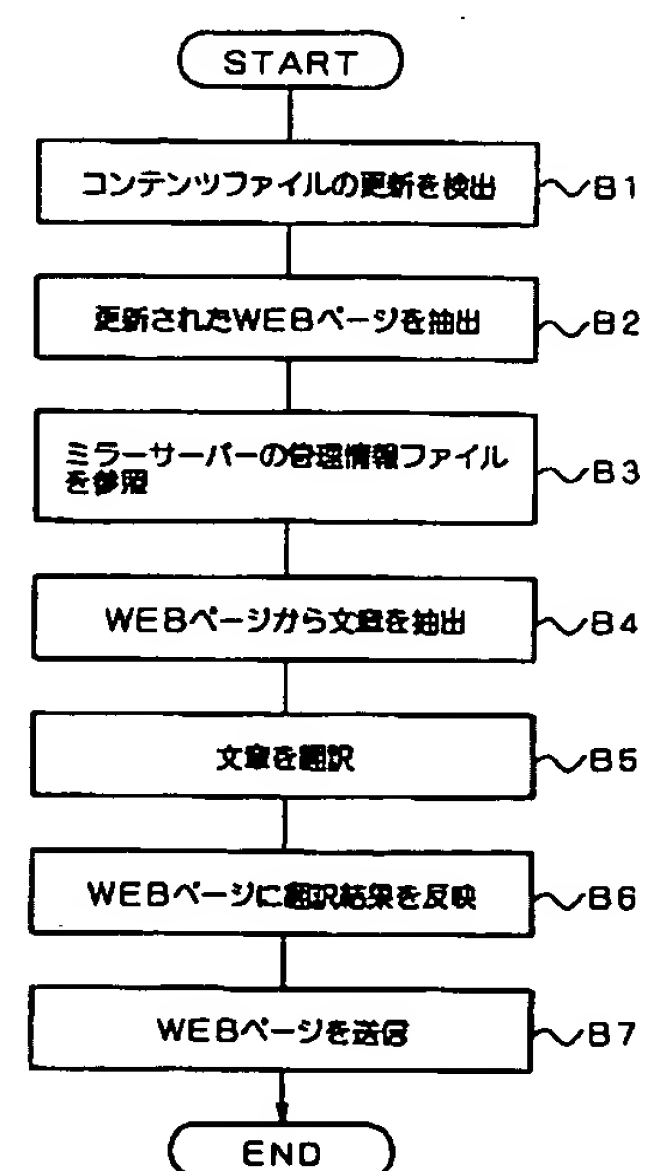 START
コンテンツファイルの更新を検出
B1
更新されたWEBページを抽出
B2
ミラーサーバーの管理情報ファイル
を参照
B3
WEBページから文章を抽出
B4
文章を翻訳
B5
WEBページに翻訳結果を反映
B6
WEBページを送信
B7
END